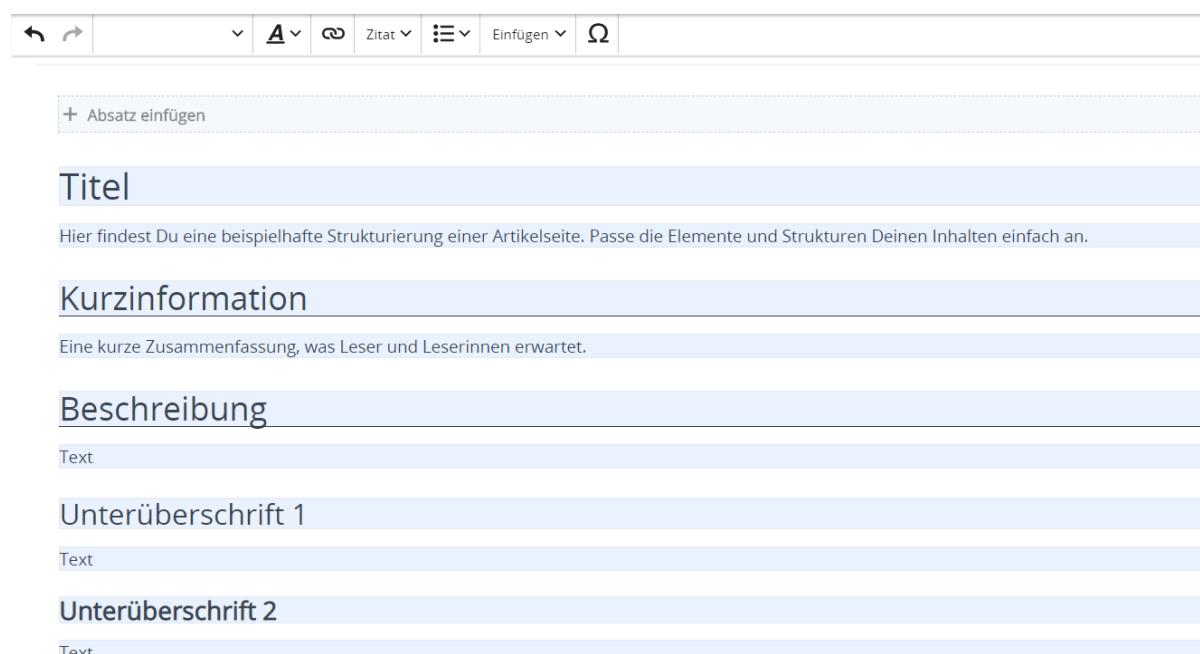 A
Zitat
Einfügen
Ω
+ Absatz einfügen
Titel
Hier findest Du eine beispielhafte Strukturierung einer Artikelseite. Passe die Elemente und Strukturen Deinen Inhalten einfach an.
Kurzinformation
Eine kurze Zusammenfassung, was Leser und Leserinnen erwartet.
Beschreibung
Text
Unterüberschrift 1
Text
Unterüberschrift 2
Text